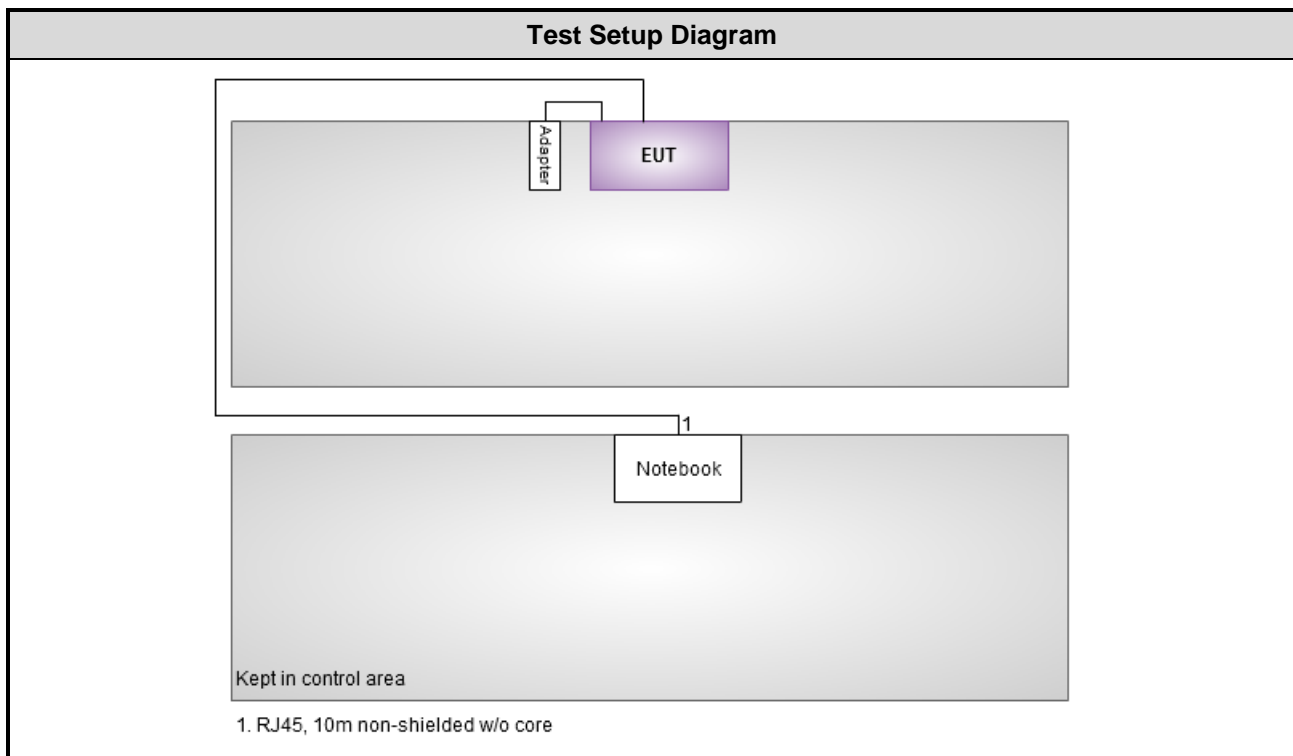 Test Setup Diagram
Adapter
EUT
1
Notebook
Kept in control area
1. RJ45, 10m non-shielded w/o core